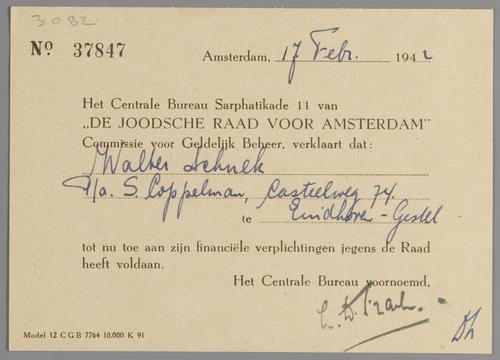 3082
Nº 37847
Amsterdam, 17 Febr. 1942
Het Centrale Bureau Sarphatikade 11 van
„DE JOODSCHE RAAD VOOR AMSTERDAM"
Commissie voor Geldelijk Beheer, verklaart dat:
Walter Schnek
p/a. S. Coppelman, Casteelweg 74.
te Eindhoven - Gestel
tot nu toe aan zijn financiële verplichtingen jegens de Raad
heeft voldaan.
Het Centrale Bureau voornoemd,
Model 12 C G B 7764 10.000 K 91